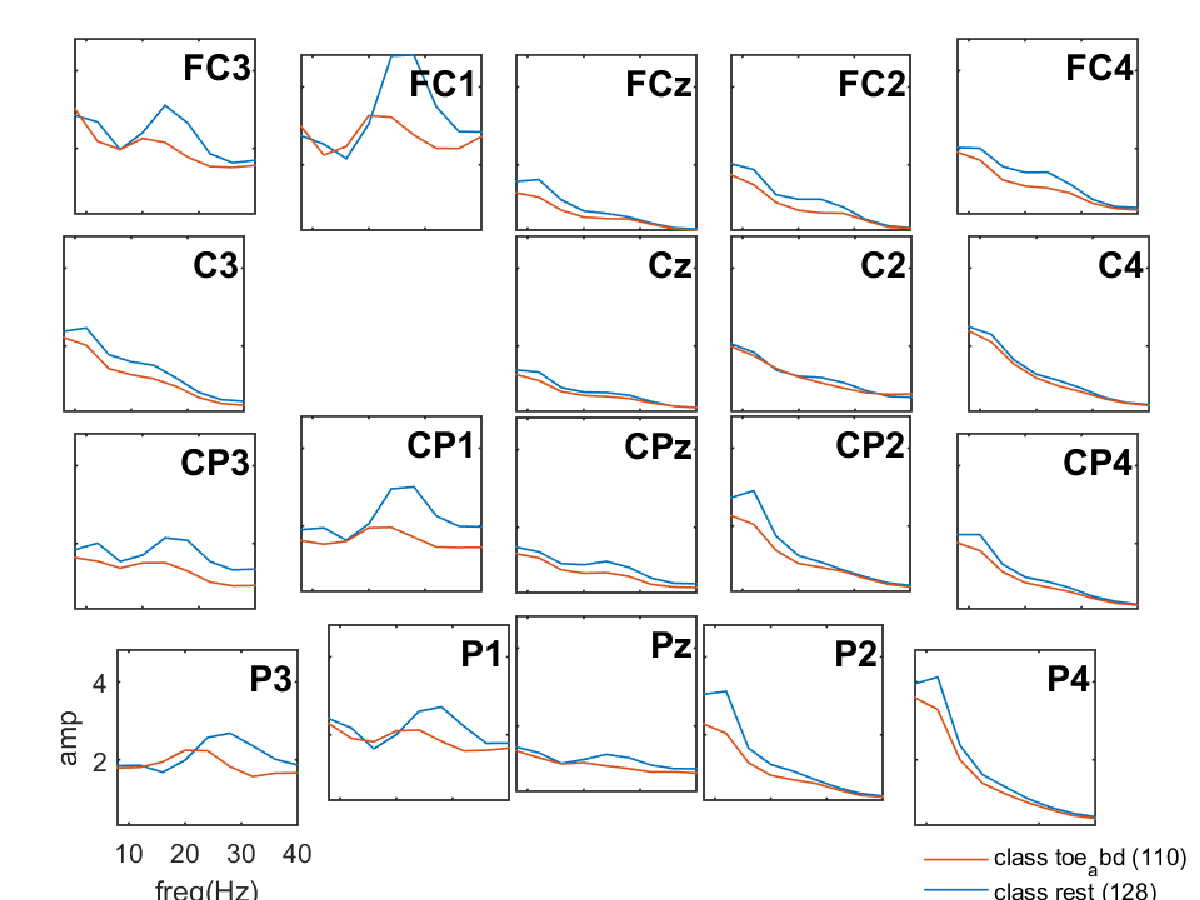 FC3 FC1 FCz FC2 FC4
C3 Cz C2 C4
CP3 CP1 CPz CP2 CP4
P3 P1 Pz P2 P4
4
amp
2
10 20 30 40
freq(Hz)
class toe_abd (110)
class rest (128)